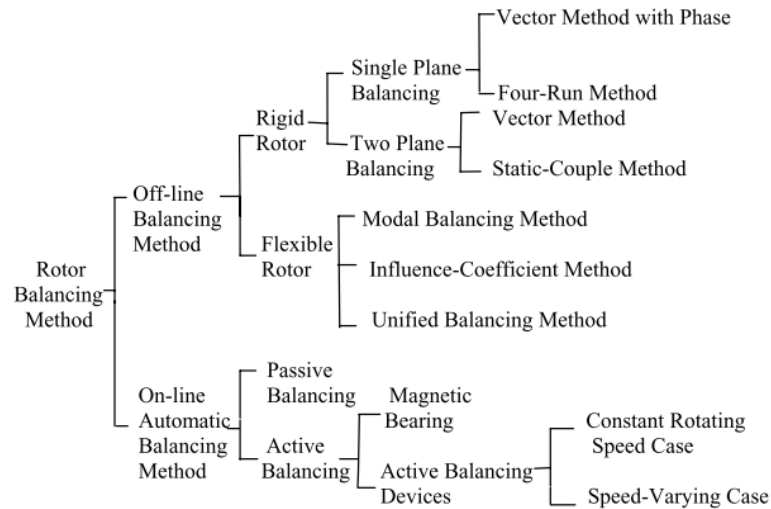 Vector Method with Phase
Single Plane
Balancing
Four-Run Method
Rigid
Rotor
Vector Method
Two Plane
Balancing
Static-Couple Method
Off-line
Balancing
Method
Modal Balancing Method
Flexible
Rotor
Influence-Coefficient Method
Unified Balancing Method
Rotor
Balancing
Method
Passive
Balancing
On-line
Automatic
Balancing
Method
Magnetic
Bearing
Active
Balancing
Constant Rotating
Speed Case
Active Balancing
Devices
Speed-Varying Case